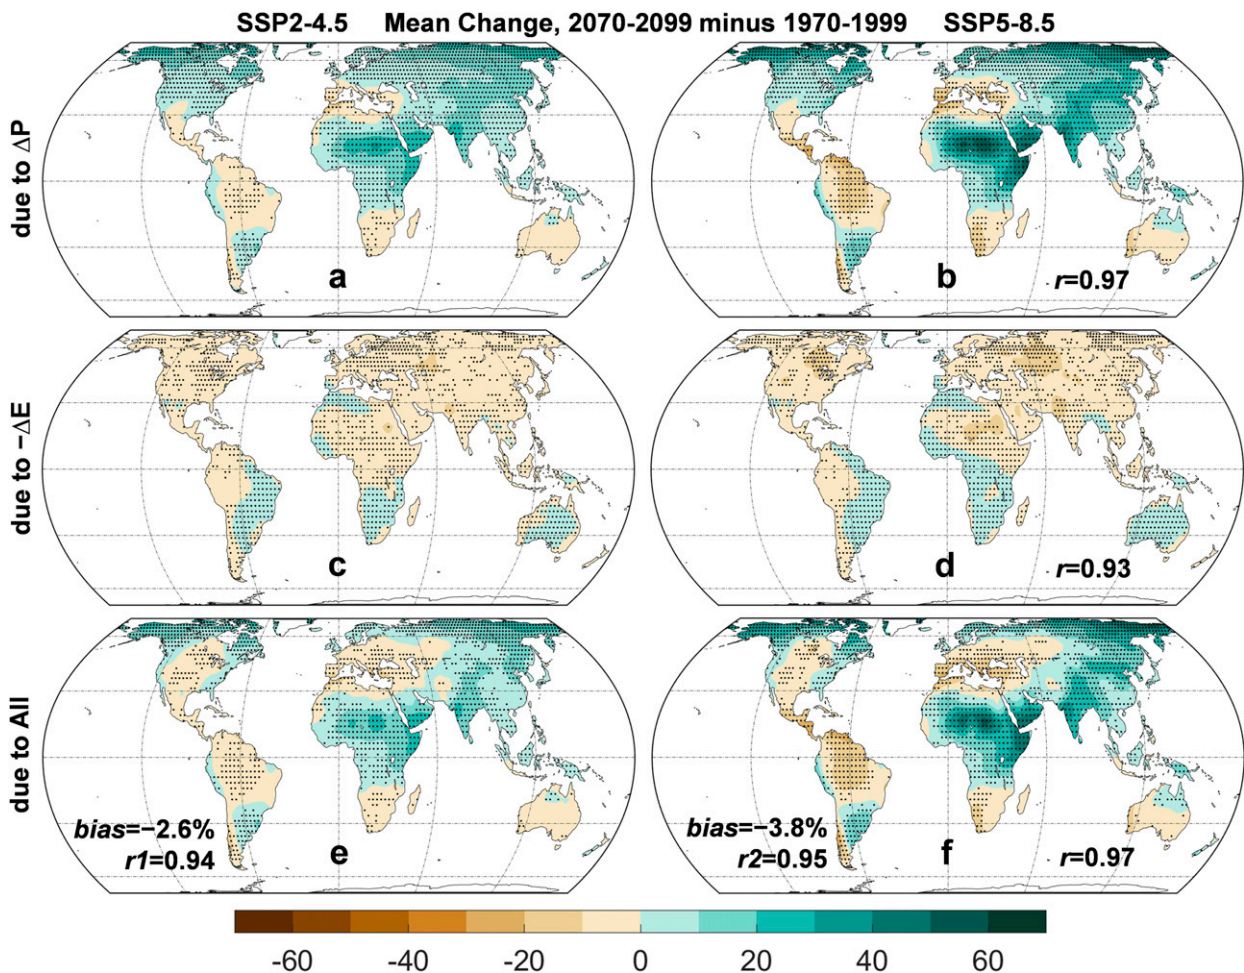 SSP2-4.5 Mean Change, 2070-2099 minus 1970-1999 SSP5-8.5
due to ΔP
a
b
r=0.97
due to −ΔE
c
d
r=0.93
due to All
bias=−2.6%
r1=0.94
e
bias=−3.8%
r2=0.95
f
r=0.97
-60 -40 -20 0 20 40 60